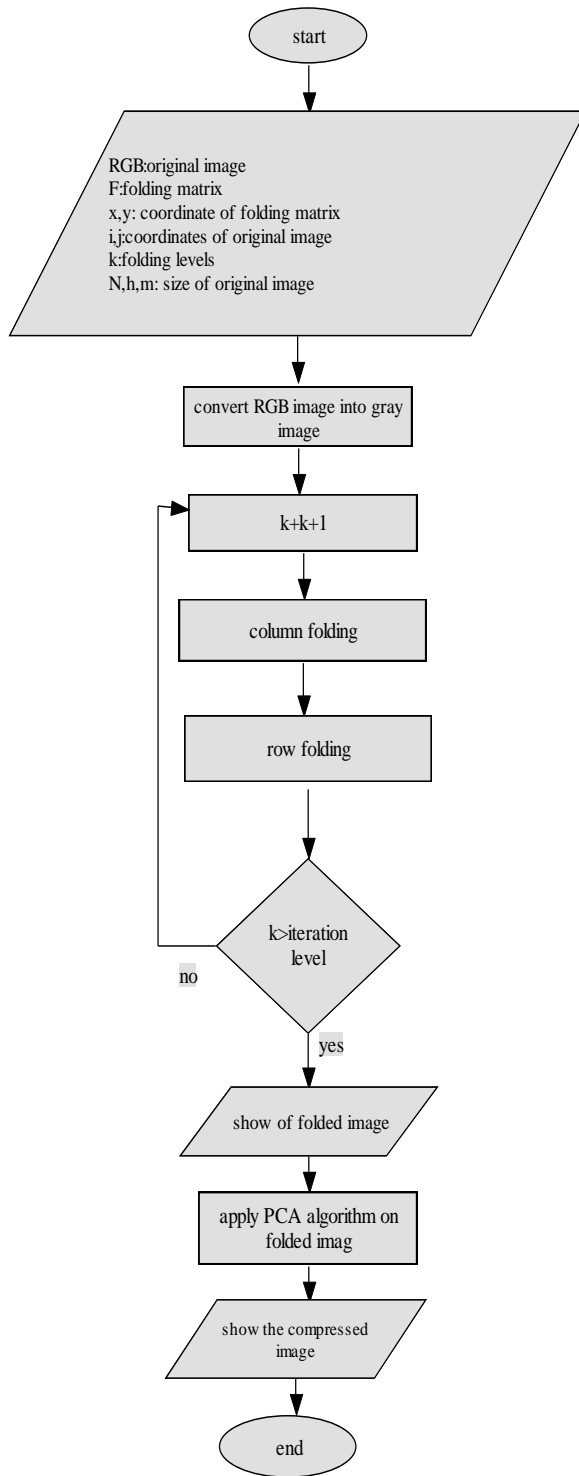 start
RGB:original image
F:folding matrix
x,y: coordinate of folding matrix
i,j:coordinates of original image
k:folding levels
N,h,m: size of original image
convert RGB image into gray
image
k+k+1
column folding
row folding
k>iteration
level
no
yes
show of folded image
apply PCA algorithm on
folded imag
show the compressed
image
end